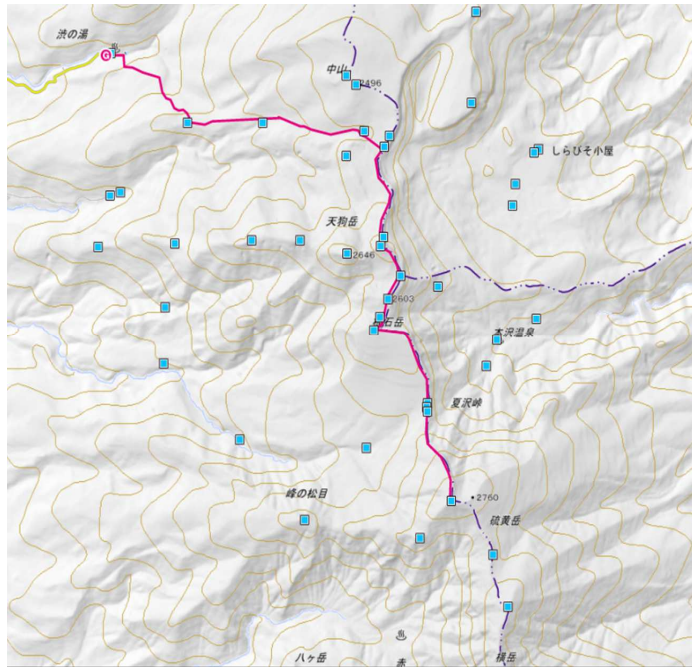 渋の湯
G
中山
2496
しらびそ小屋
天狗岳
2646
2603
石岳
本沢温泉
夏沢峠
2760
峰の松目
硫黄岳
八ヶ岳
赤
横岳